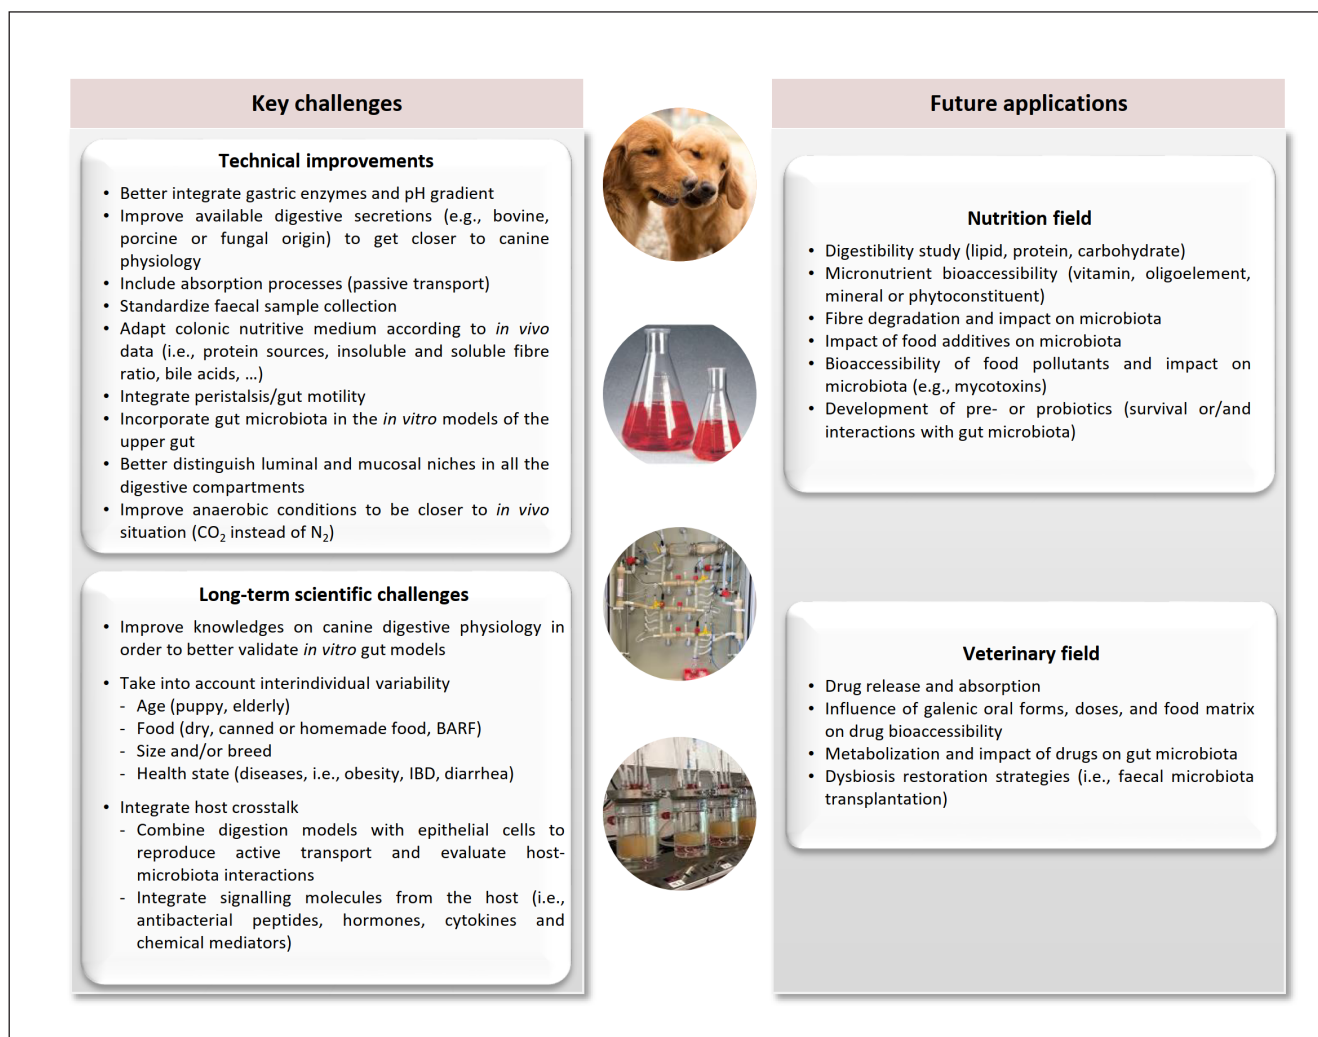 Key challenges
Technical improvements
• Better integrate gastric enzymes and pH gradient
• Improve available digestive secretions (e.g., bovine,
porcine or fungal origin) to get closer to canine
physiology
• Include absorption processes (passive transport)
• Standardize faecal sample collection
• Adapt colonic nutritive medium according to in vivo
data (i.e., protein sources, insoluble and soluble fibre
ratio, bile acids, ...)
• Integrate peristalsis/gut motility
• Incorporate gut microbiota in the in vitro models of the
upper gut
• Better distinguish luminal and mucosal niches in all the
digestive compartments
• Improve anaerobic conditions to be closer to in vivo
situation (CO₂ instead of N₂)
Long-term scientific challenges
• Improve knowledges on canine digestive physiology in
order to better validate in vitro gut models
• Take into account interindividual variability
- Age (puppy, elderly)
- Food (dry, canned or homemade food, BARF)
- Size and/or breed
- Health state (diseases, i.e., obesity, IBD, diarrhea)
• Integrate host crosstalk
- Combine digestion models with epithelial cells to
reproduce active transport and evaluate host-
microbiota interactions
- Integrate signalling molecules from the host (i.e.,
antibacterial peptides, hormones, cytokines and
chemical mediators)
Future applications
Nutrition field
• Digestibility study (lipid, protein, carbohydrate)
• Micronutrient bioaccessibility (vitamin, oligoelement,
mineral or phytoconstituent)
• Fibre degradation and impact on microbiota
• Impact of food additives on microbiota
• Bioaccessibility of food pollutants and impact on
microbiota (e.g., mycotoxins)
• Development of pre- or probiotics (survival or/and
interactions with gut microbiota)
Veterinary field
• Drug release and absorption
• Influence of galenic oral forms, doses, and food matrix
on drug bioaccessibility
• Metabolization and impact of drugs on gut microbiota
• Dysbiosis restoration strategies (i.e., faecal microbiota
transplantation)